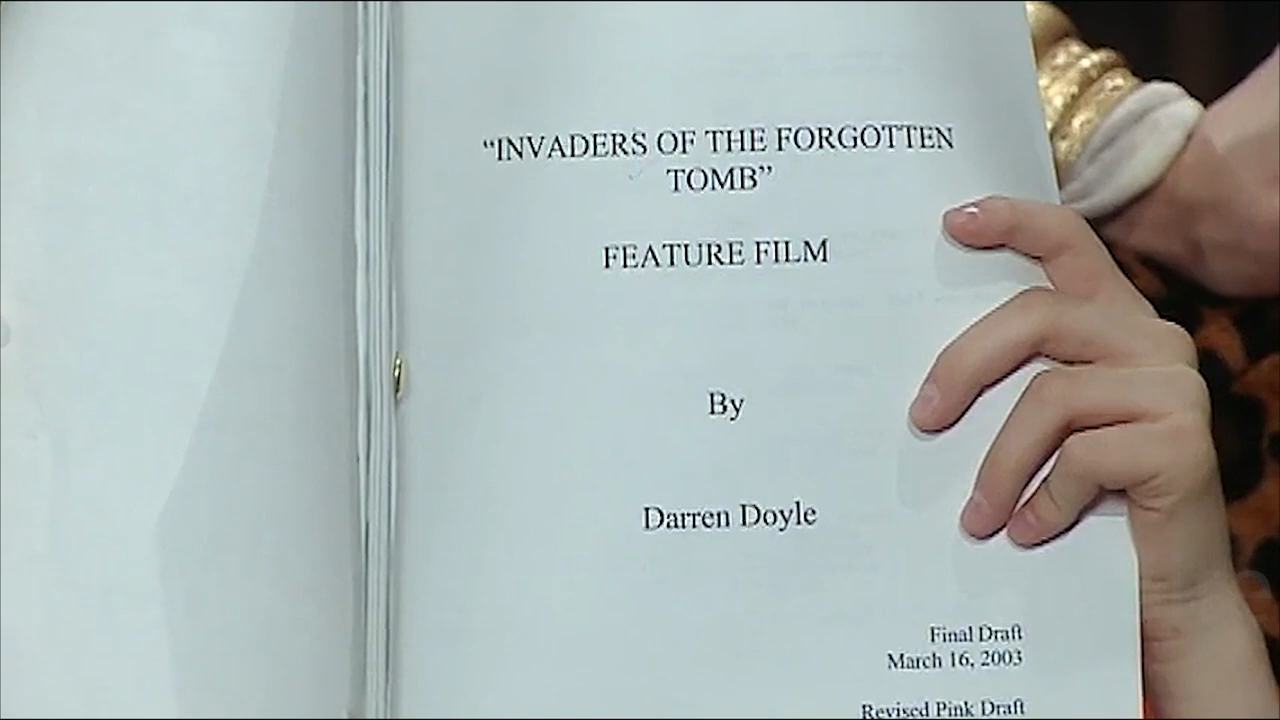 “INVADERS OF THE FORGOTTEN
TOMB”
FEATURE FILM
By
Darren Doyle
Final Draft
March 16, 2003
Revised Pink Draft